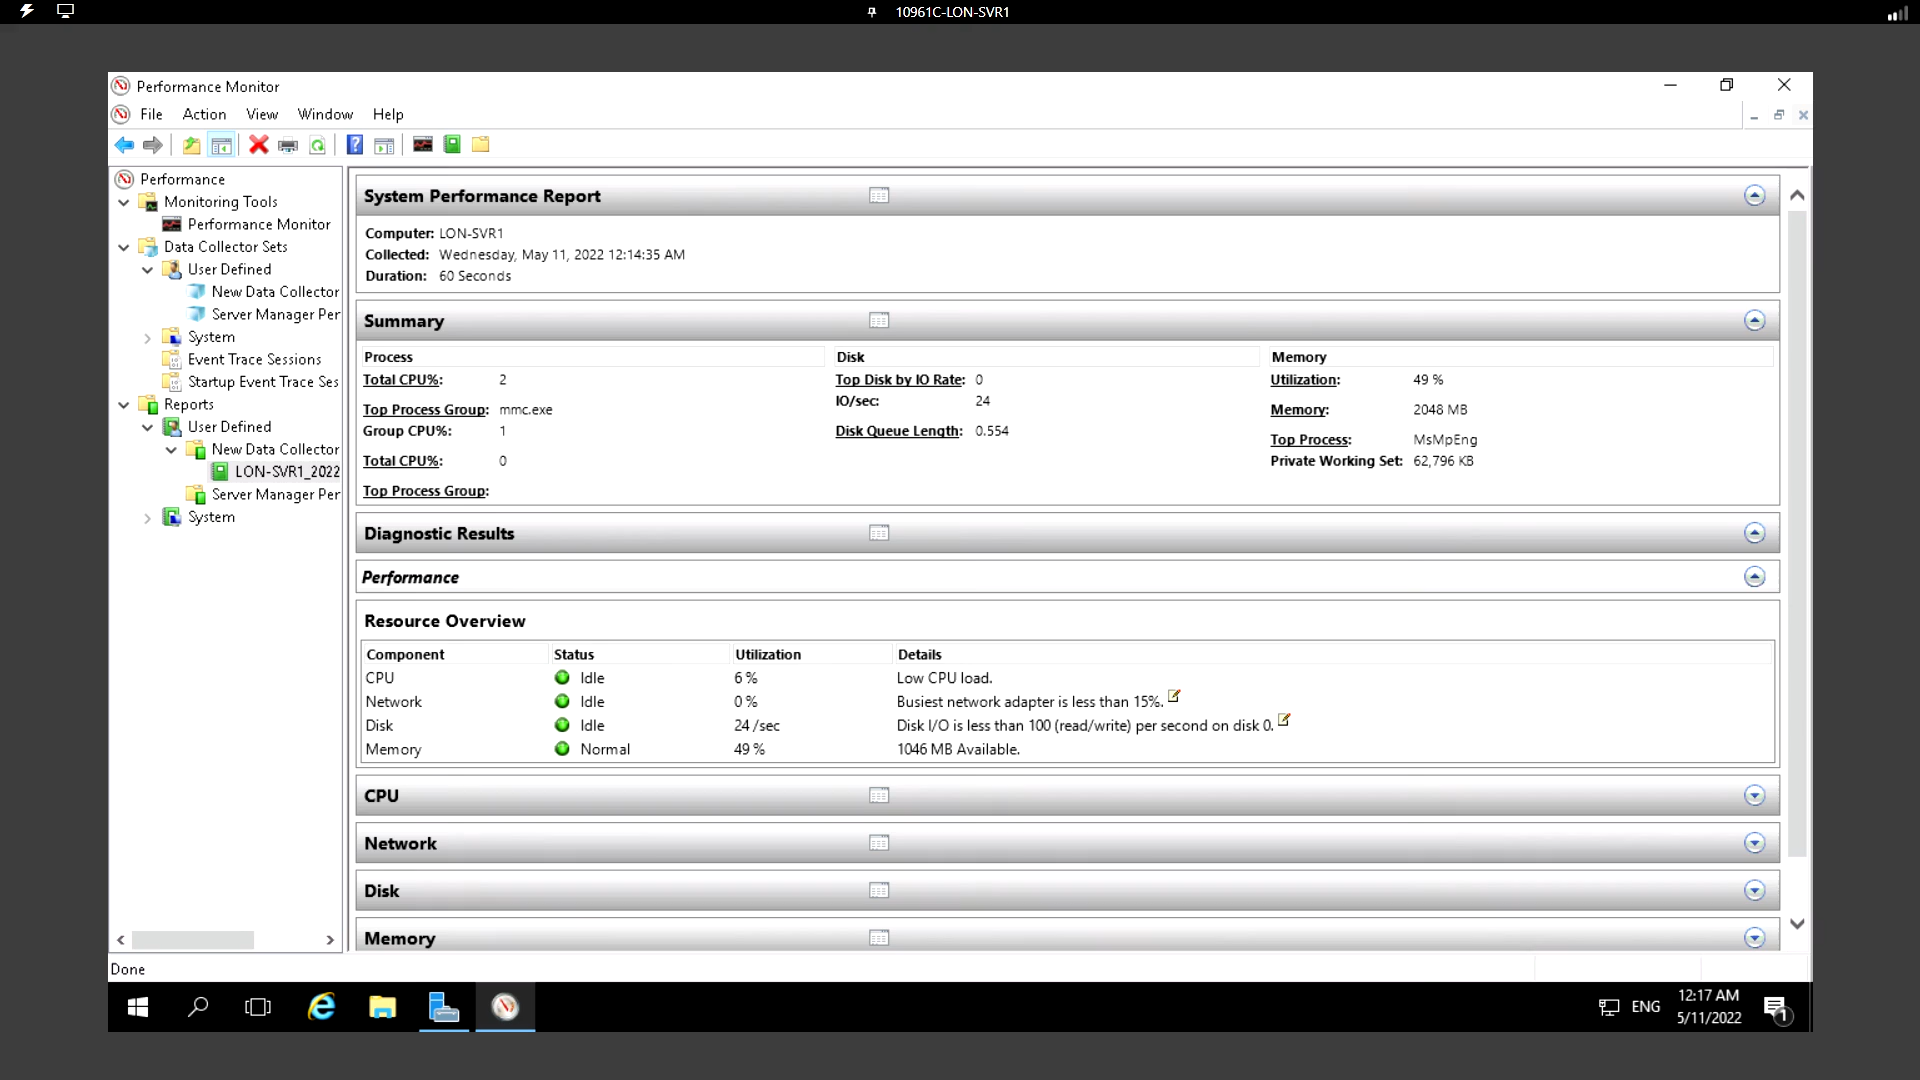 10961C-LON-SVR1
Performance Monitor
File Action View Window Help
Performance
Monitoring Tools
Performance Monitor
Data Collector Sets
User Defined
New Data Collector
Server Manager Per
System
Event Trace Sessions
Startup Event Trace Ses
Reports
User Defined
New Data Collector
LON-SVR1_2022
Server Manager Per
System
System Performance Report
Computer: LON-SVR1
Collected: Wednesday, May 11, 2022 12:14:35 AM
Duration: 60 Seconds
Summary
Process Disk Memory
Total CPU%: 2 Top Disk by IO Rate: 0 Utilization: 49 %
IO/sec: 24
Top Process Group: mmc.exe Memory: 2048 MB
Group CPU%: 1 Disk Queue Length: 0.554
Top Process: MsMpEng
Total CPU%: 0 Private Working Set: 62,796 KB
Top Process Group:
Diagnostic Results
Performance
Resource Overview
Component Status Utilization Details
CPU Idle 6 % Low CPU load.
Network Idle 0 % Busiest network adapter is less than 15%.
Disk Idle 24 /sec Disk I/O is less than 100 (read/write) per second on disk 0.
Memory Normal 49 % 1046 MB Available.
CPU
Network
Disk
Memory
Done
ENG
12:17 AM
5/11/2022
1